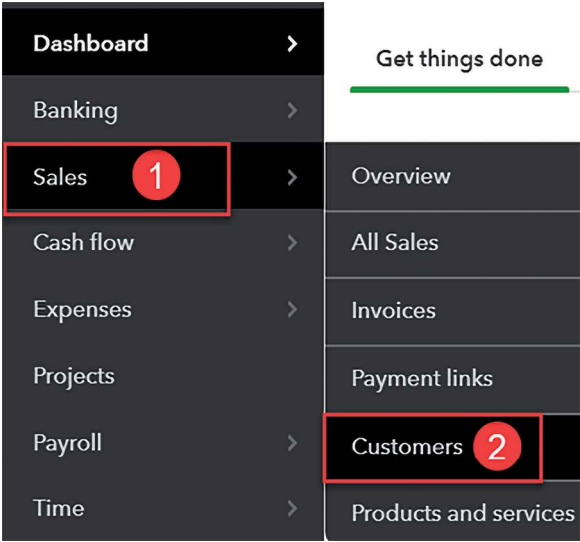 Dashboard
Get things done
Banking
Sales 1
Overview
Cash flow
All Sales
Expenses
Invoices
Projects
Payment links
Payroll
Customers 2
Time
Products and services